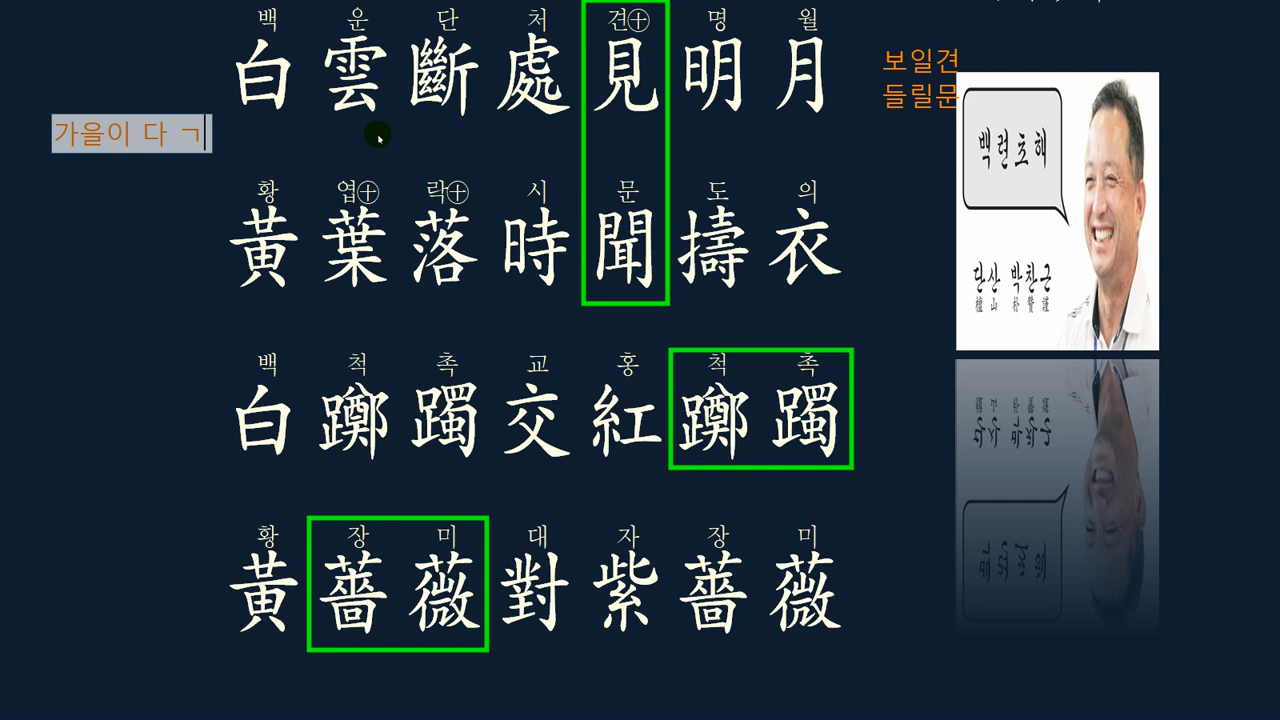 백 운 단 처 견㊉ 명 월
白 雲 斷 處 見 明 月
보일견
들릴문
가을이 다 ㄱ
황 엽㊉ 락㊉ 시 문 도 의
黃 葉 落 時 聞 擣 衣
백 척 촉 교 홍 척 촉
白 躑 躅 交 紅 躑 躅
황 장 미 대 자 장 미
黃 薔 薇 對 紫 薔 薇
백련초해
단산 박찬근
檀山 朴贊謹